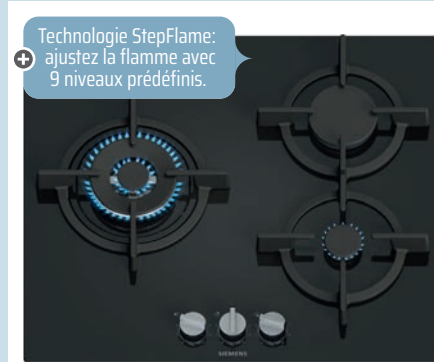 Technologie StepFlame:
ajustez la flamme avec
9 niveaux prédéfinis.
SIEMENS